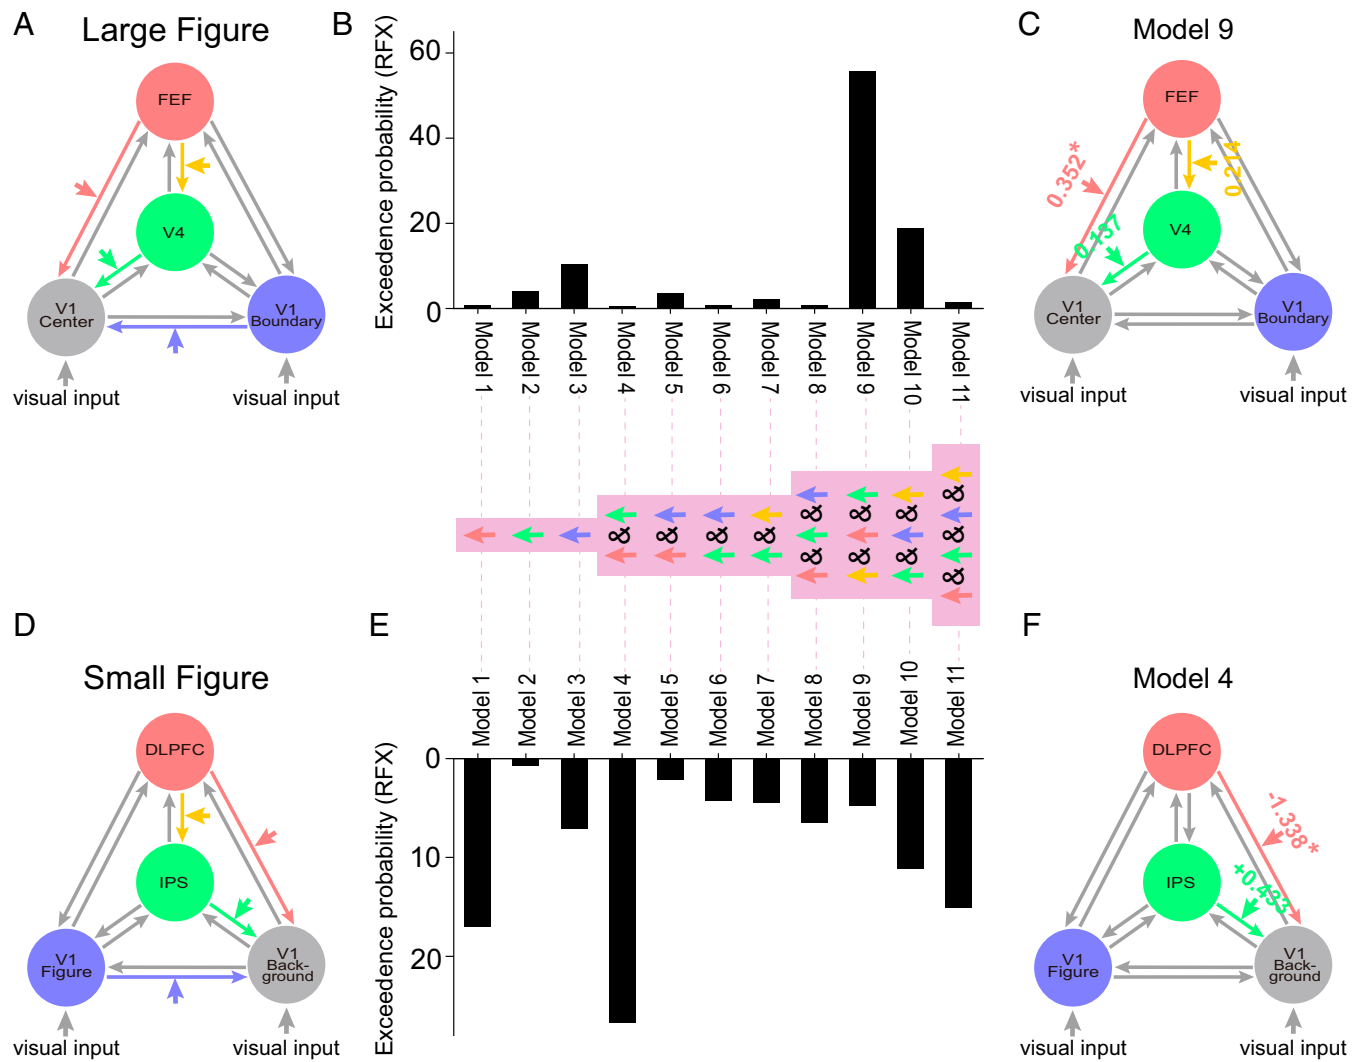 A
Large Figure
FEF
V4
V1
Center
V1
Boundary
visual input
visual input
B
Exceedence probability (RFX)
60
40
20
0
Model 1
Model 2
Model 3
Model 4
Model 5
Model 6
Model 7
Model 8
Model 9
Model 10
Model 11
C
Model 9
FEF
0.352*
0.214
V4
0.137
V1
Center
V1
Boundary
visual input
visual input
&
& & &
& & & & &
& & &
&
D
Small Figure
DLPFC
IPS
V1
Figure
V1
Back-
ground
visual input
visual input
E
Exceedence probability (RFX)
Model 1
Model 2
Model 3
Model 4
Model 5
Model 6
Model 7
Model 8
Model 9
Model 10
Model 11
0
10
20
F
Model 4
DLPFC
-1.338*
IPS
+0.433
V1
Figure
V1
Back-
ground
visual input
visual input